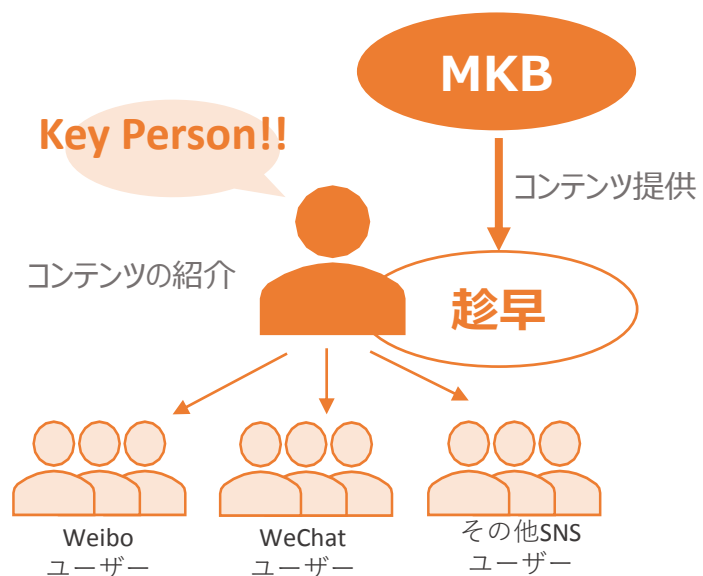 MKB
Key Person!!
コンテンツ提供
コンテンツの紹介
趁早
Weibo
ユーザー
WeChat
ユーザー
その他SNS
ユーザー